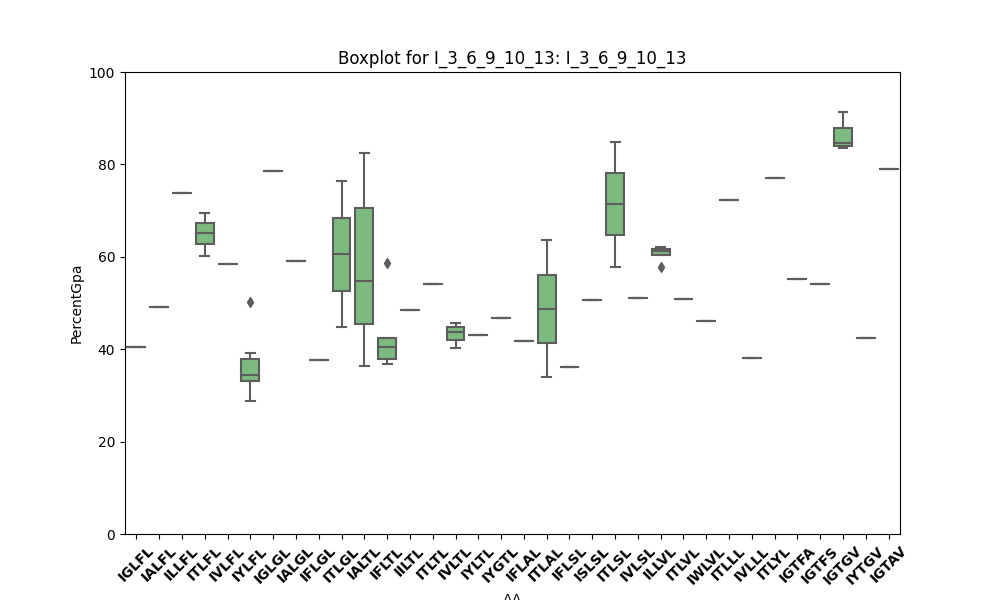 Boxplot for I_3_6_9_10_13: I_3_6_9_10_13
PercentGpa
100
80
60
40
20
0
IGLFL
IALFL
ILLFL
ITLFL
IVLFL
IYLFL
IGLGL
IALGL
IFLGL
ITLGL
IALTL
IFLTL
IILTL
ITLTL
IVLTL
IYLTL
IYGTL
IFLAL
ITLAL
IFLSL
ISLSL
ITLSL
IVLSL
ILLVL
ITLVL
IWLVL
ITLLL
IVLLL
ITLYL
IGTFA
IGTFS
IGTGV
IYTGV
IGTAV